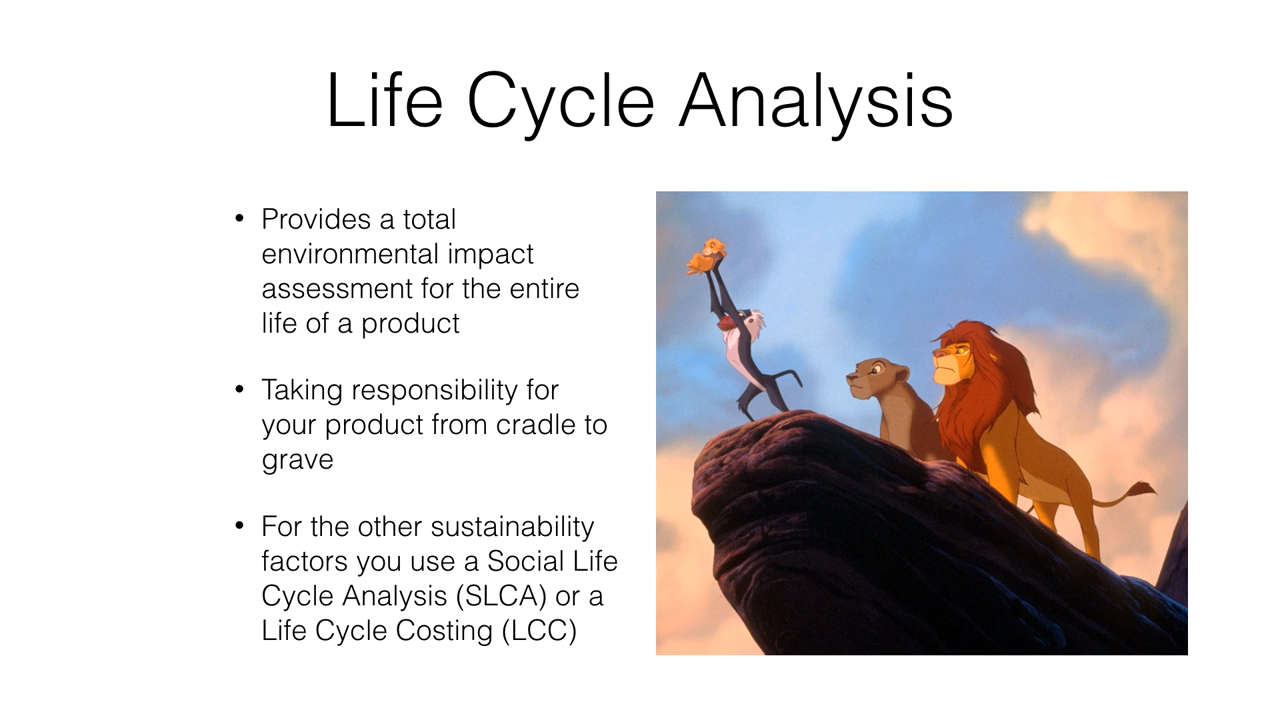 Life Cycle Analysis
• Provides a total
environmental impact
assessment for the entire
life of a product
• Taking responsibility for
your product from cradle to
grave
• For the other sustainability
factors you use a Social Life
Cycle Analysis (SLCA) or a
Life Cycle Costing (LCC)